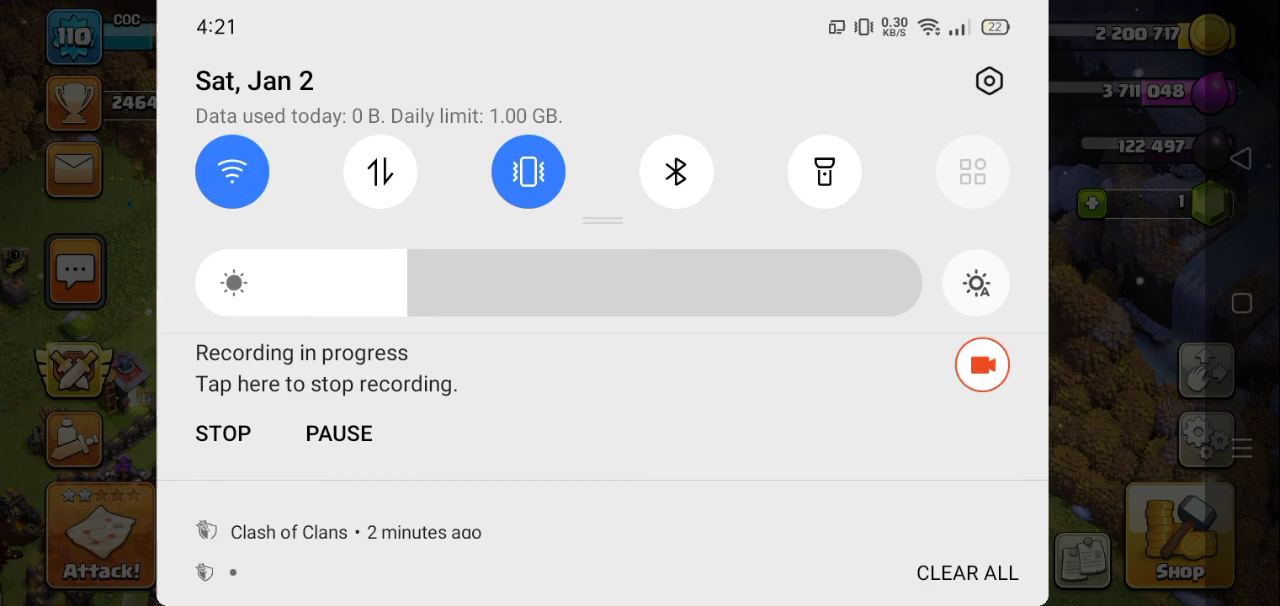 110
COC
2464
4:21
0.30
KB/S
22
2 200 717
Sat, Jan 2
Data used today: 0 B. Daily limit: 1.00 GB.
3 711 048
122 497
1
A
Recording in progress
Tap here to stop recording.
STOP PAUSE
Clash of Clans • 2 minutes ago
CLEAR ALL
Attack!
Shop